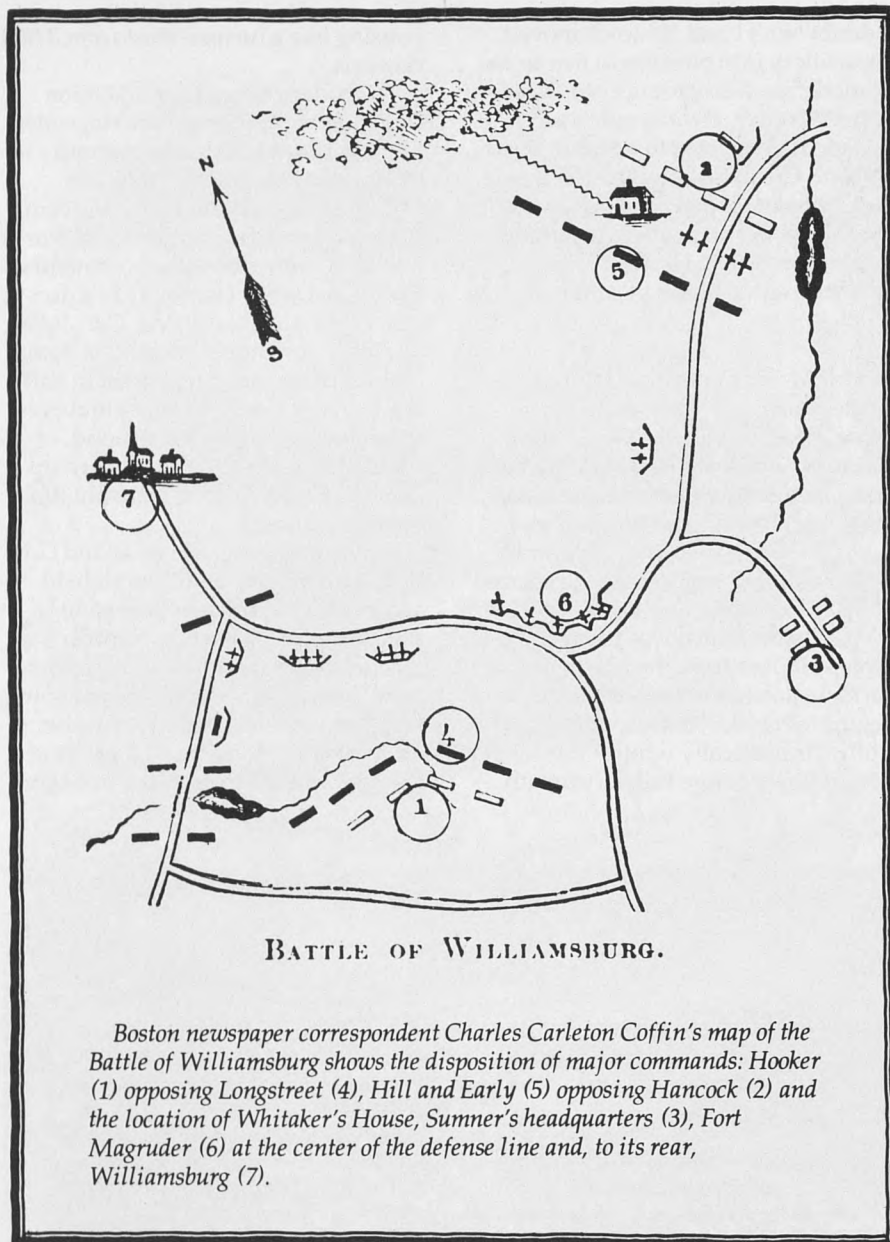 N
S
2
5
7
6
3
4
1
BATTLE OF WILLIAMSBURG.
Boston newspaper correspondent Charles Carleton Coffin's map of the
Battle of Williamsburg shows the disposition of major commands: Hooker
(1) opposing Longstreet (4), Hill and Early (5) opposing Hancock (2) and
the location of Whitaker's House, Sumner's headquarters (3), Fort
Magruder (6) at the center of the defense line and, to its rear,
Williamsburg (7).